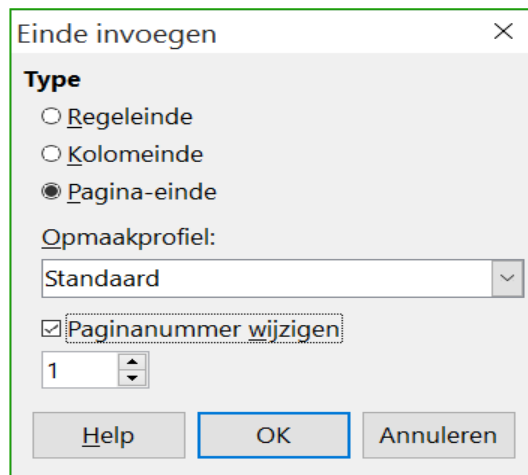 Einde invoegen
Type
Regeleinde
Kolomeinde
Pagina-einde
Opmaakprofiel:
Standaard
Paginanummer wijzigen
1
Help OK Annuleren